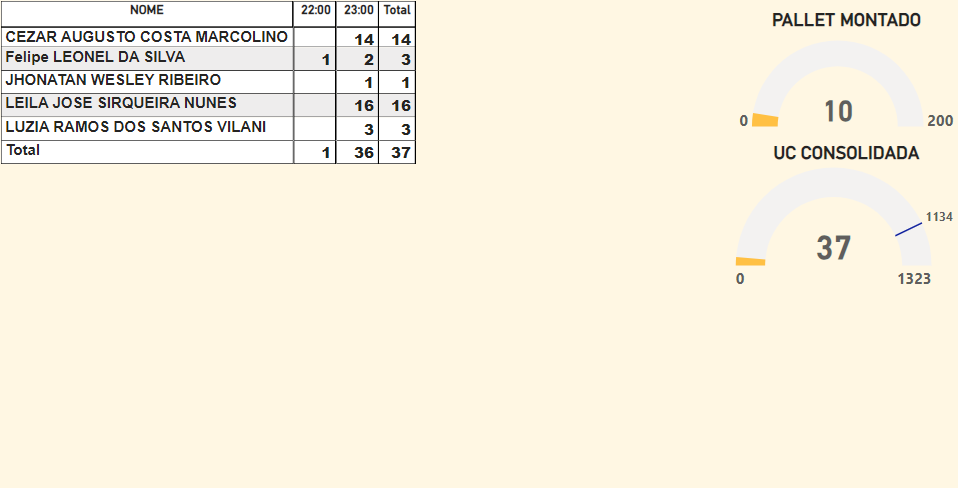 NOME 22:00 23:00 Total
CEZAR AUGUSTO COSTA MARCOLINO 14 14
Felipe LEONEL DA SILVA 1 2 3
JHONATAN WESLEY RIBEIRO 1 1
LEILA JOSE SIRQUEIRA NUNES 16 16
LUZIA RAMOS DOS SANTOS VILANI 3 3
Total 1 36 37
PALLET MONTADO
10
0 200
UC CONSOLIDADA
1134
37
0 1323